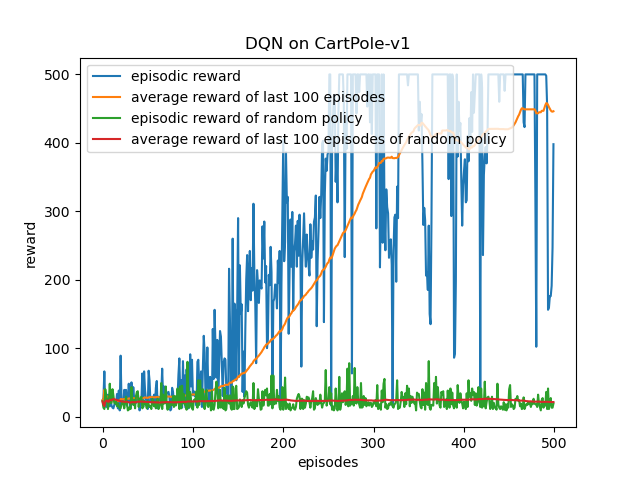 DQN on CartPole-v1
episodic reward
average reward of last 100 episodes
episodic reward of random policy
average reward of last 100 episodes of random policy
500
400
300
200
100
0
reward
0 100 200 300 400 500
episodes